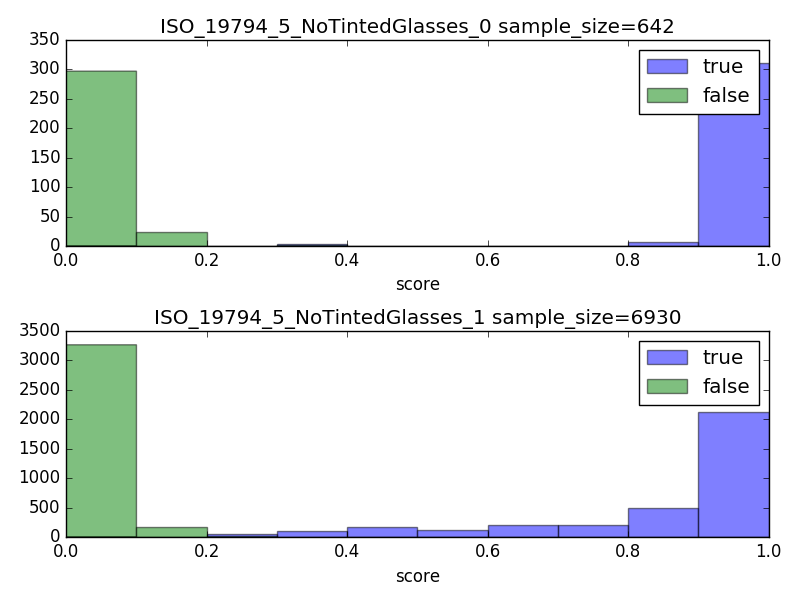 ISO_19794_5_NoTintedGlasses_0 sample_size=642
350
300
250
200
150
100
50
0
0.0 0.2 0.4 0.6 0.8 1.0
score
true
false
ISO_19794_5_NoTintedGlasses_1 sample_size=6930
3500
3000
2500
2000
1500
1000
500
0
0.0 0.2 0.4 0.6 0.8 1.0
score
true
false